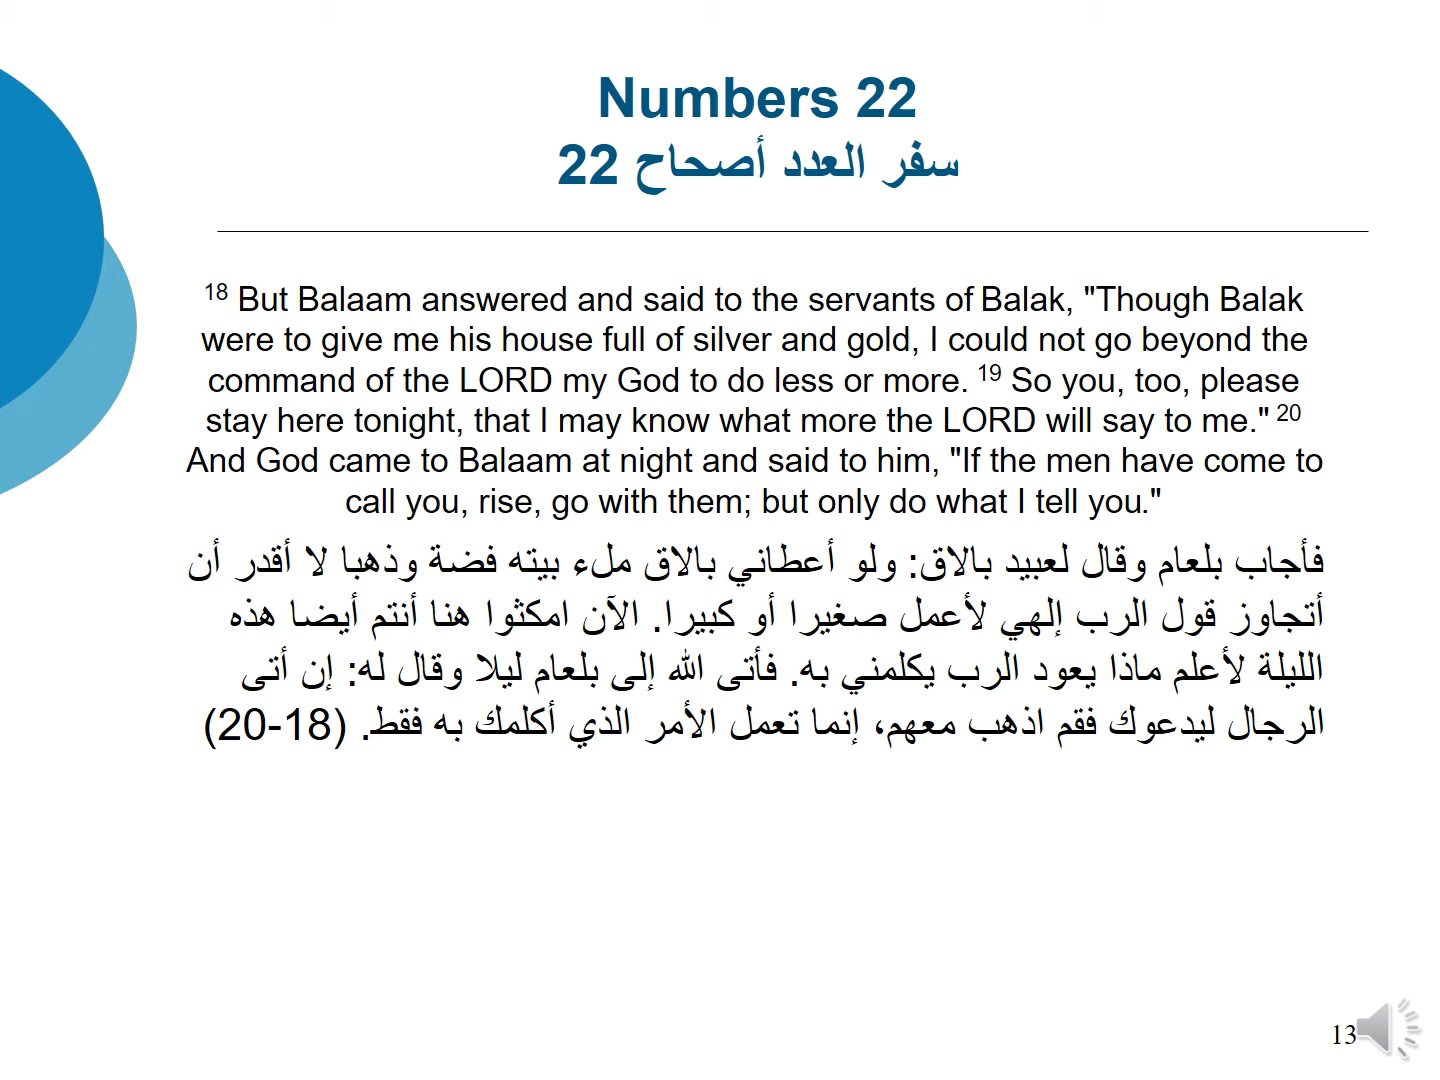 Numbers 22
سفر العدد أصحاح 22
18 But Balaam answered and said to the servants of Balak, "Though Balak
were to give me his house full of silver and gold, I could not go beyond the
command of the LORD my God to do less or more. 19 So you, too, please
stay here tonight, that I may know what more the LORD will say to me." 20
And God came to Balaam at night and said to him, "If the men have come to
call you, rise, go with them; but only do what I tell you."
فأجاب بلعام وقال لعبيد بالاق: ولو أعطاني بالاق ملء بيته فضة وذهبا لا أقدر أن
أتجاوز قول الرب إلهي لأعمل صغيرا أو كبيرا. الآن امكثوا هنا أنتم أيضا هذه
الليلة لأعلم ماذا يعود الرب يكلمني به. فأتى الله إلى بلعام ليلا وقال له: إن أتى
الرجال ليدعوك فقم اذهب معهم، إنما تعمل الأمر الذي أكلمك به فقط. (18-20)
13